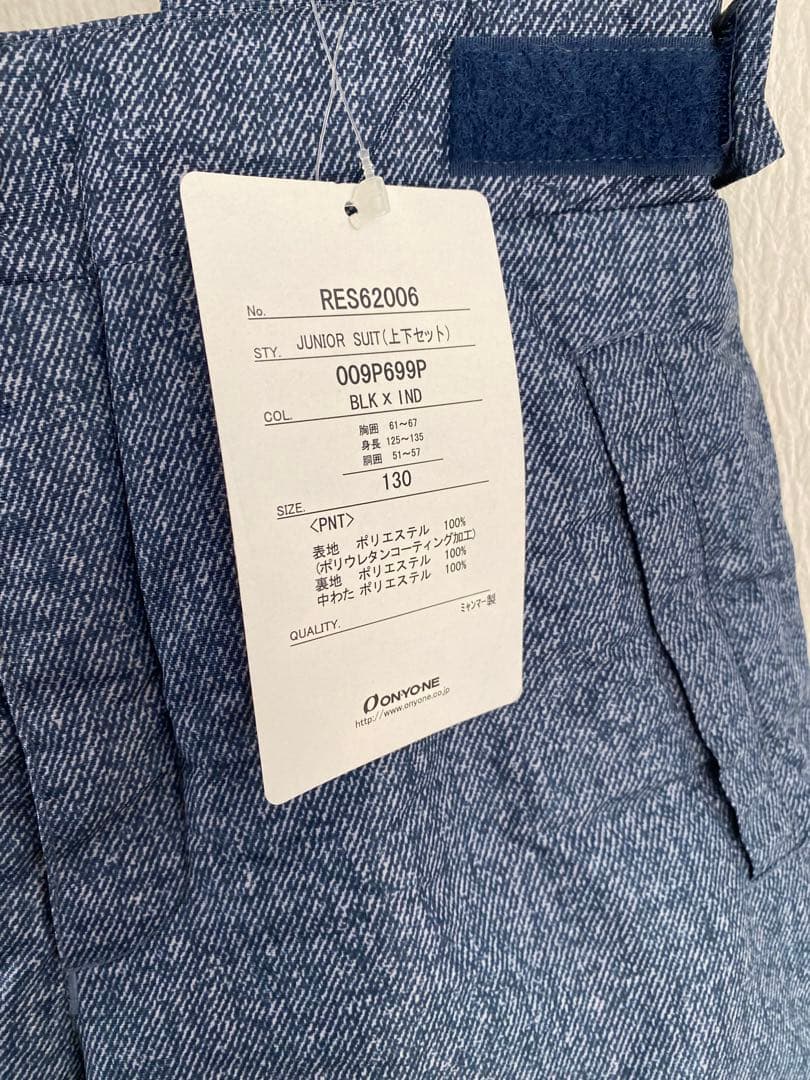 No. RES62006
STY. JUNIOR SUIT(上下セット)
009P699P
COL. BLK X IND
胸囲 61~67
身長 125~135
胴囲 51~57
SIZE. 130
<PNT>
表地 ポリエステル 100%
(ポリウレタンコーティング加工)
裏地 ポリエステル 100%
中わた ポリエステル 100%
QUALITY. ミャンマー製
ONYONE
http://www.onyone.co.jp